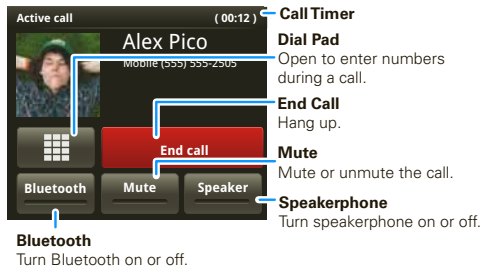 Active call
( 00:12 )
Call Timer
Alex Pico
Mobile (555) 555-2505
Dial Pad
Open to enter numbers
during a call.
End Call
Hang up.
End call
Mute
Mute or unmute the call.
Bluetooth
Mute
Speaker
Speakerphone
Turn speakerphone on or off.
Bluetooth
Turn Bluetooth on or off.